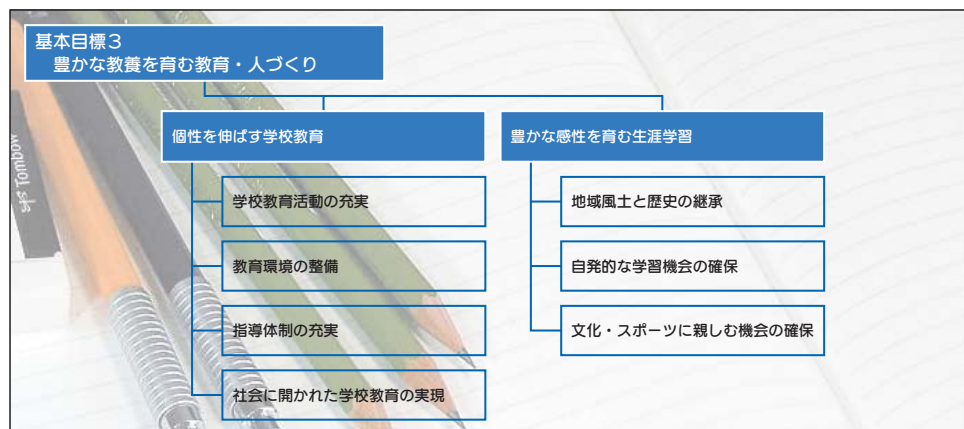 基本目標３
豊かな教養を育む教育・人づくり
個性を伸ばす学校教育
学校教育活動の充実
教育環境の整備
指導体制の充実
社会に開かれた学校教育の実現
豊かな感性を育む生涯学習
地域風土と歴史の継承
自発的な学習機会の確保
文化・スポーツに親しむ機会の確保
Tombow